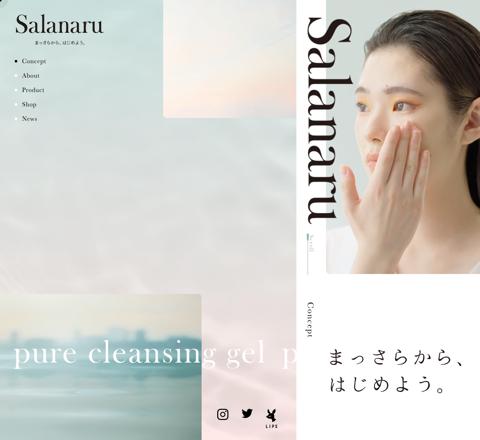 Salanaru
まっさらから、はじめよう。
Concept
About
Product
Shop
News
pure cleansing gel p
LIPS
Salanaru
Scroll
Concept
まっさらから、
はじめよう。